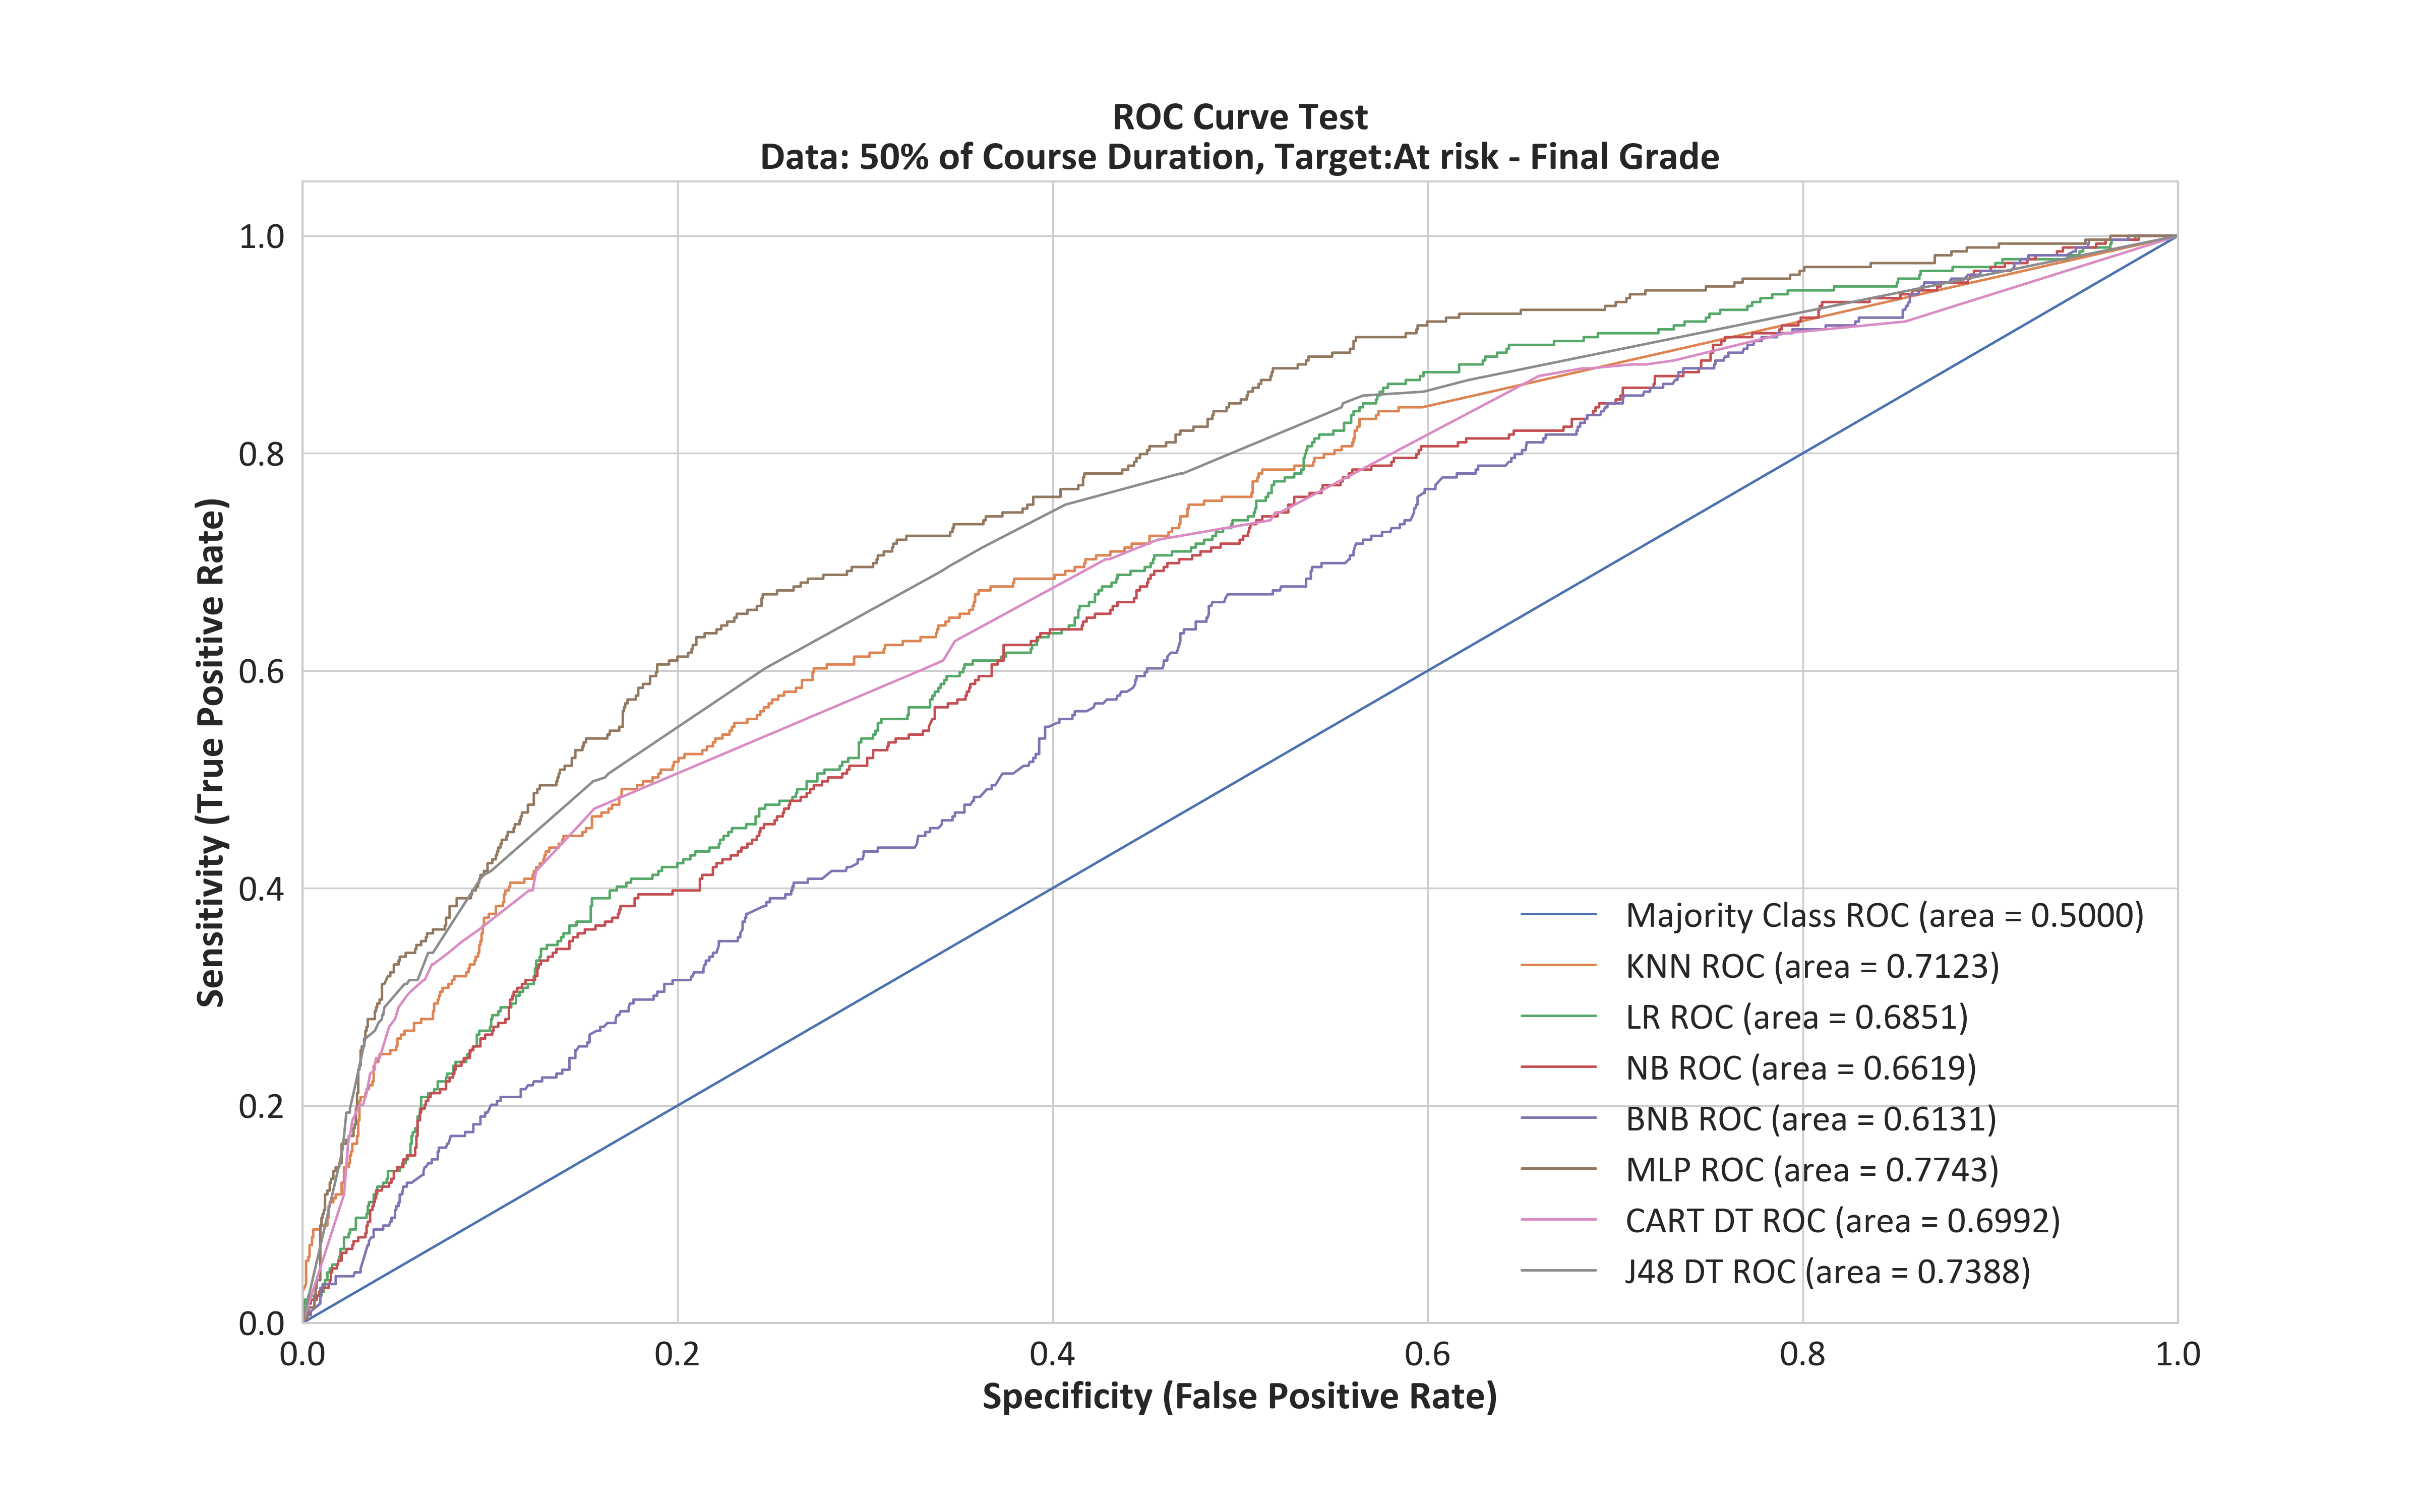 ROC Curve Test
Data: 50% of Course Duration, Target:At risk - Final Grade
Sensitivity (True Positive Rate)
1.0
0.8
0.6
0.4
0.2
0.0
Majority Class ROC (area = 0.5000)
KNN ROC (area = 0.7123)
LR ROC (area = 0.6851)
NB ROC (area = 0.6619)
BNB ROC (area = 0.6131)
MLP ROC (area = 0.7743)
CART DT ROC (area = 0.6992)
J48 DT ROC (area = 0.7388)
0.0 0.2 0.4 0.6 0.8 1.0
Specificity (False Positive Rate)